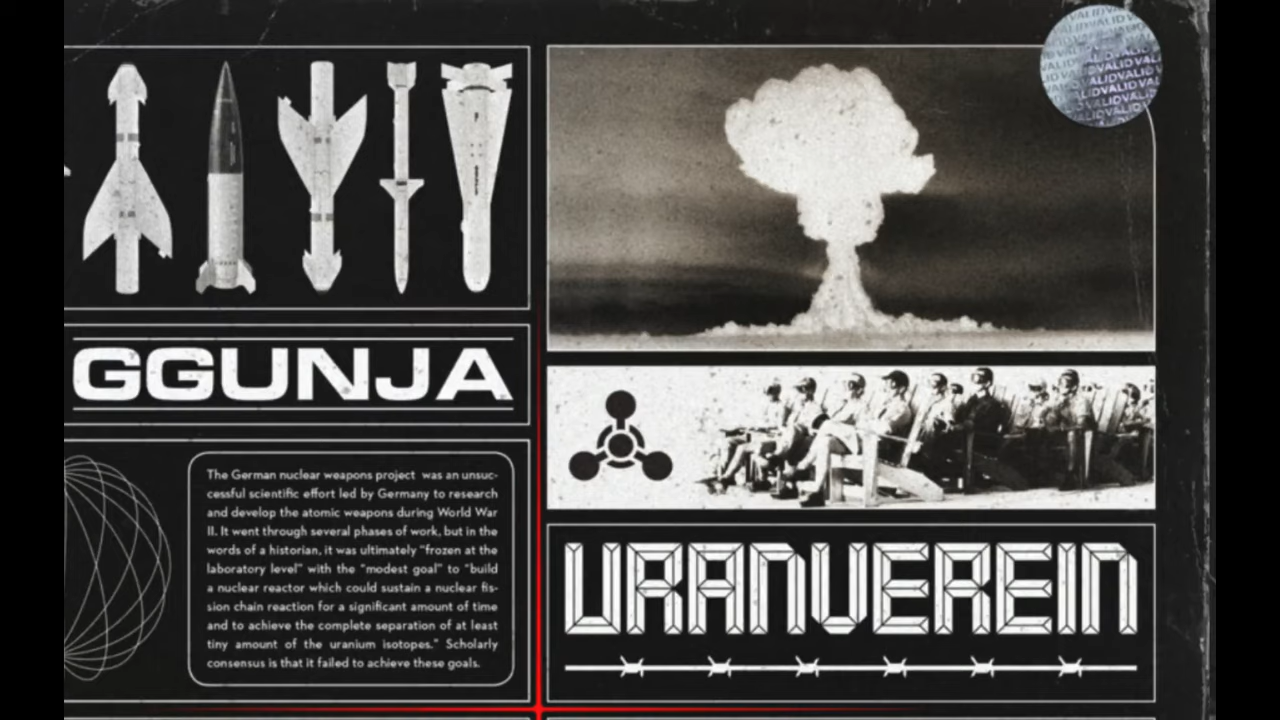 VALID VALID
GGUNJA
The German nuclear weapons project was an unsuc-
cessful scientific effort led by Germany to research
and develop the atomic weapons during World War
II. It went through several phases of work, but in the
words of a historian, it was ultimately "frozen at the
laboratory level" with the "modest goal" to "build
a nuclear reactor which could sustain a nuclear fis-
sion chain reaction for a significant amount of time
and to achieve the complete separation of at least
tiny amount of the uranium isotopes." Scholarly
consensus is that it failed to achieve these goals.
URANVEREIN